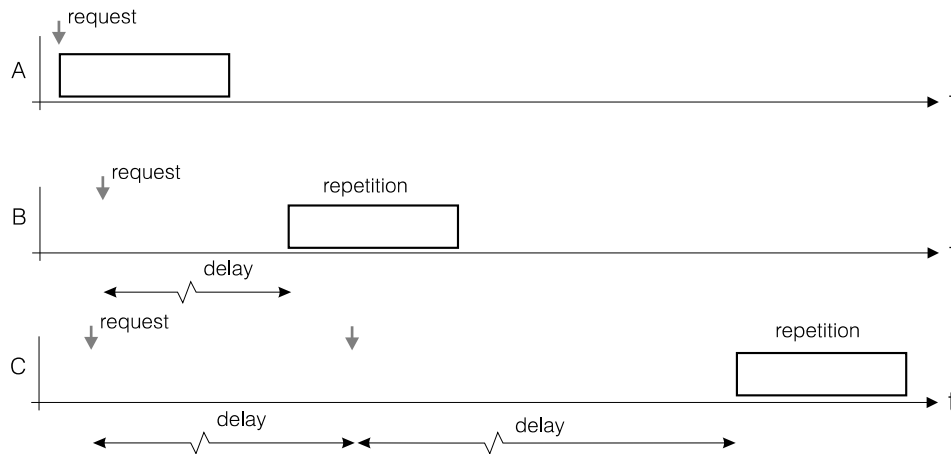 request
A
request
repetition
B
delay
request
repetition
C
t
delay
delay